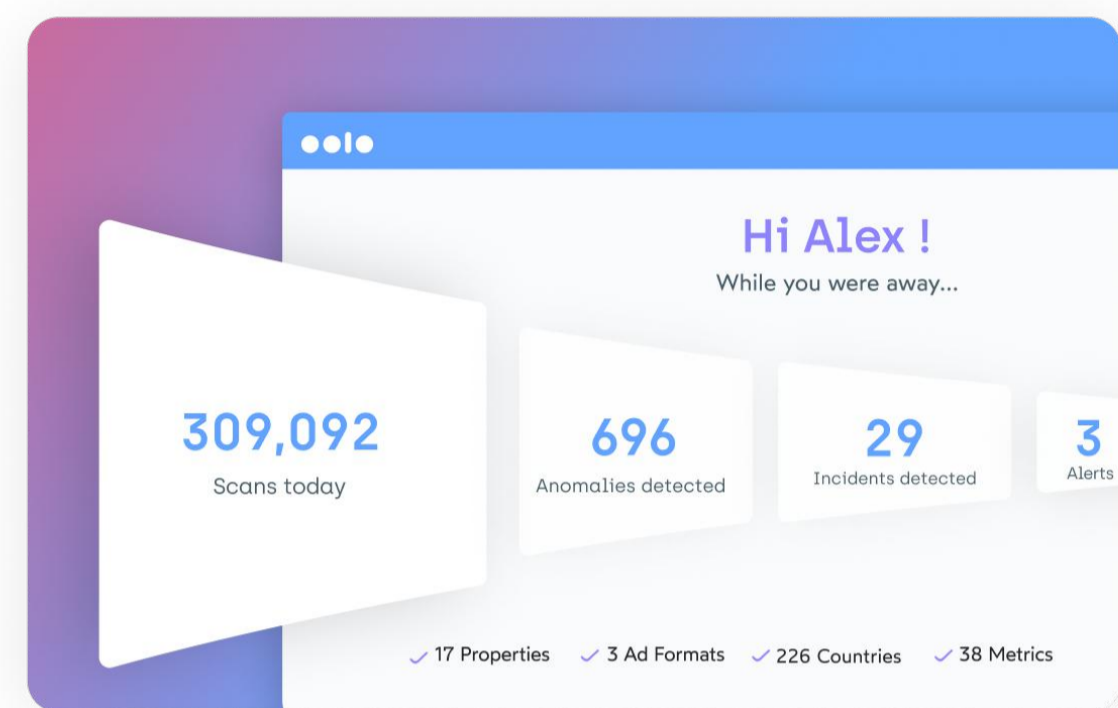 oolo
Hi Alex !
While you were away...
309,092
Scans today
696
Anomalies detected
29
Incidents detected
3
Alerts
17 Properties
3 Ad Formats
226 Countries
38 Metrics